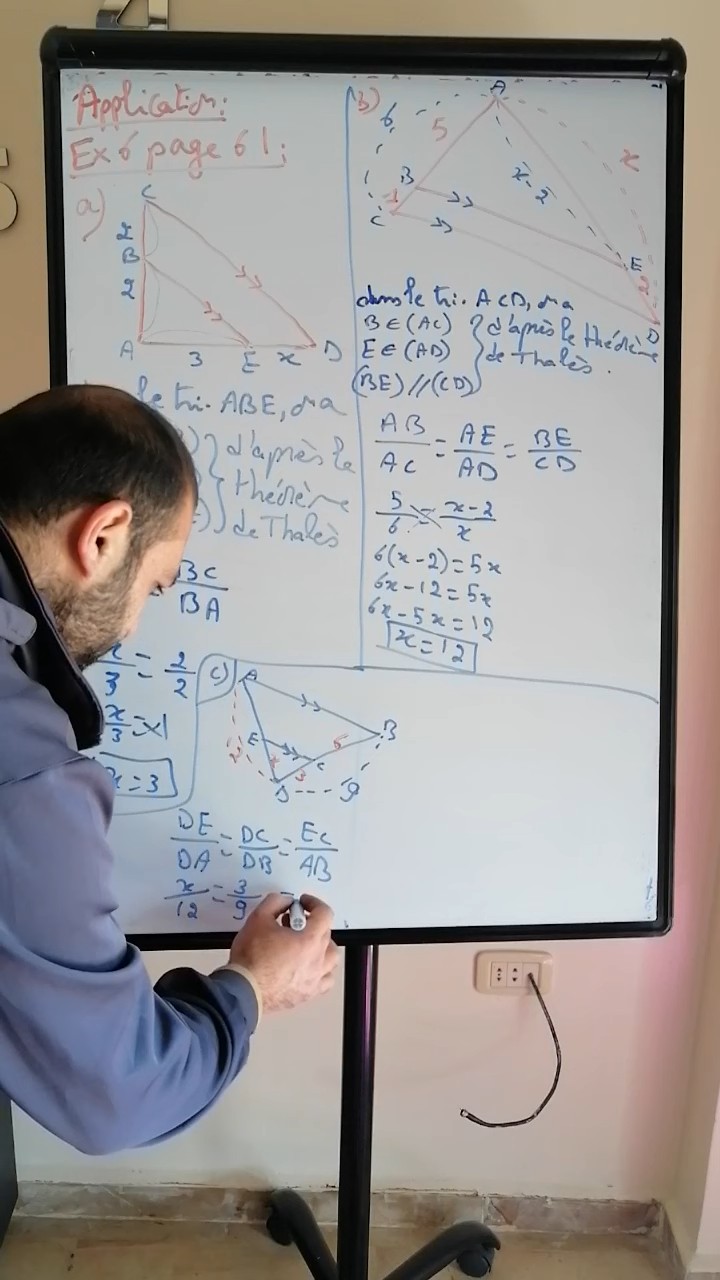 Application:
Ex 6 page 61:
a)
C
2
B
2
A 3 E x D
le tri. ABE, on a
d'après le
théorème
de Thalès
BC
BA
x/3 = 2/2
x/3 = 1
x = 3
b)
A
6
5
x
x-2
B
1
C
E
2
D
dans le tri. ACD, on a
B ∈ (AC)
E ∈ (AD)
(BE) // (CD)
d'après le théorème
de Thalès.
AB/AC = AE/AD = BE/CD
5/6 = x-2/x
6(x-2) = 5x
6x-12 = 5x
6x-5x = 12
x = 12
c)
A
B
E
x
C
3
D
9
DE/DA = DC/DB = EC/AB
x/12 = 3/9 =